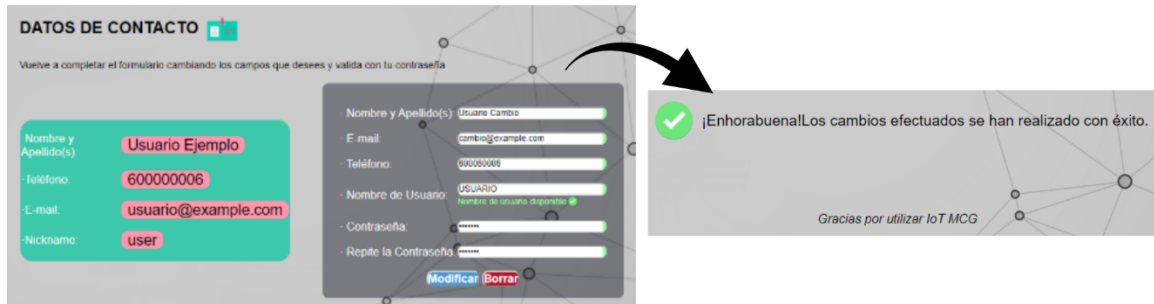 DATOS DE CONTACTO
Vuelve a completar el formulario cambiando los campos que desees y valida con tu contraseña
Nombre y
Apellido(s):
Usuario Ejemplo
·Teléfono:
600000006
·E-mail:
usuario@example.com
·Nickname:
user
Nombre y Apellido(s): Usuario Cambio
E-mail: cambio@example.com
· Teléfono: 600060006
· Nombre de Usuario: USUARIO
Nombre de usuario disponible
· Contraseña: •••••••
· Repite la Contraseña: •••••••
Modificar Borrar
¡Enhorabuena!Los cambios efectuados se han realizado con éxito.
Gracias por utilizar IoT MCG